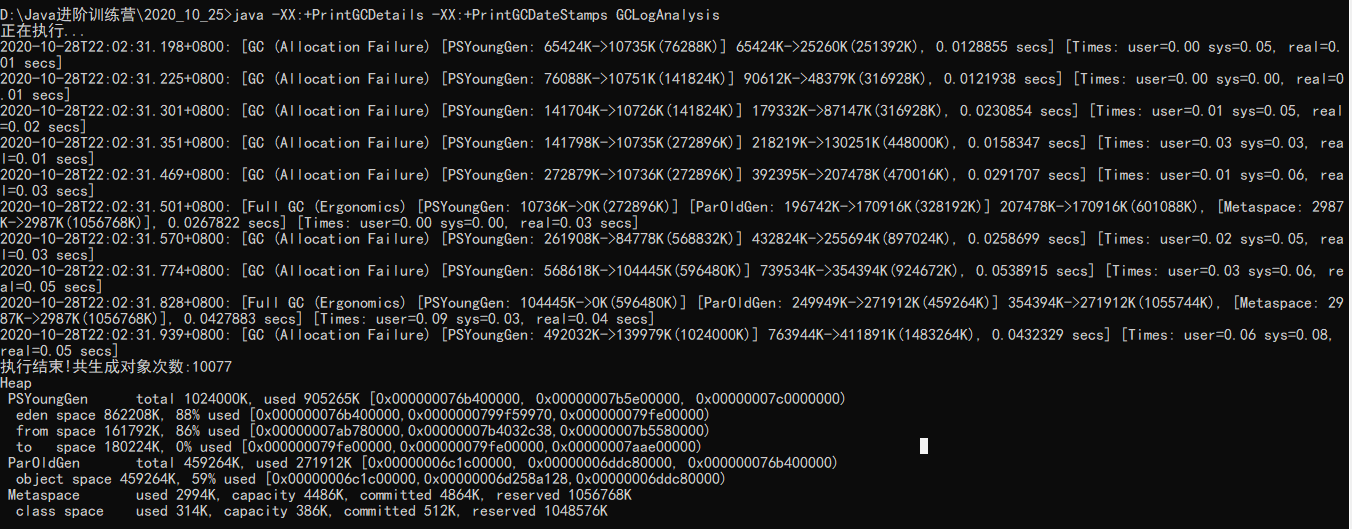 D:\Java进阶训练营\2020_10_25>java -XX:+PrintGCDetails -XX:+PrintGCDateStamps GCLogAnalysis
正在执行...
2020-10-28T22:02:31.198+0800: [GC (Allocation Failure) [PSYoungGen: 65424K->10735K(76288K)] 65424K->25260K(251392K), 0.0128855 secs] [Times: user=0.00 sys=0.05, real=0.
01 secs]
2020-10-28T22:02:31.225+0800: [GC (Allocation Failure) [PSYoungGen: 76088K->10751K(141824K)] 90612K->48379K(316928K), 0.0121938 secs] [Times: user=0.00 sys=0.00, real=0
.01 secs]
2020-10-28T22:02:31.301+0800: [GC (Allocation Failure) [PSYoungGen: 141704K->10726K(141824K)] 179332K->87147K(316928K), 0.0230854 secs] [Times: user=0.01 sys=0.05, real
=0.02 secs]
2020-10-28T22:02:31.351+0800: [GC (Allocation Failure) [PSYoungGen: 141798K->10735K(272896K)] 218219K->130251K(448000K), 0.0158347 secs] [Times: user=0.03 sys=0.03, rea
l=0.01 secs]
2020-10-28T22:02:31.469+0800: [GC (Allocation Failure) [PSYoungGen: 272879K->10736K(272896K)] 392395K->207478K(470016K), 0.0291707 secs] [Times: user=0.01 sys=0.06, rea
l=0.03 secs]
2020-10-28T22:02:31.501+0800: [Full GC (Ergonomics) [PSYoungGen: 10736K->0K(272896K)] [ParOldGen: 196742K->170916K(328192K)] 207478K->170916K(601088K), [Metaspace: 2987
K->2987K(1056768K)], 0.0267822 secs] [Times: user=0.00 sys=0.00, real=0.03 secs]
2020-10-28T22:02:31.570+0800: [GC (Allocation Failure) [PSYoungGen: 261908K->84778K(568832K)] 432824K->255694K(897024K), 0.0258699 secs] [Times: user=0.02 sys=0.05, rea
l=0.03 secs]
2020-10-28T22:02:31.774+0800: [GC (Allocation Failure) [PSYoungGen: 568618K->104445K(596480K)] 739534K->354394K(924672K), 0.0538915 secs] [Times: user=0.03 sys=0.06, re
al=0.05 secs]
2020-10-28T22:02:31.828+0800: [Full GC (Ergonomics) [PSYoungGen: 104445K->0K(596480K)] [ParOldGen: 249949K->271912K(459264K)] 354394K->271912K(1055744K), [Metaspace: 29
87K->2987K(1056768K)], 0.0427883 secs] [Times: user=0.09 sys=0.03, real=0.04 secs]
2020-10-28T22:02:31.939+0800: [GC (Allocation Failure) [PSYoungGen: 492032K->139979K(1024000K)] 763944K->411891K(1483264K), 0.0432329 secs] [Times: user=0.06 sys=0.08,
real=0.05 secs]
执行结束!共生成对象次数:10077
Heap
PSYoungGen total 1024000K, used 905265K [0x000000076b400000, 0x00000007b5e00000, 0x00000007c0000000)
eden space 862208K, 88% used [0x000000076b400000,0x0000000799f59970,0x000000079fe00000)
from space 161792K, 86% used [0x00000007ab780000,0x00000007b4032c38,0x00000007b5580000)
to space 180224K, 0% used [0x000000079fe00000,0x000000079fe00000,0x00000007aae00000)
ParOldGen total 459264K, used 271912K [0x00000006c1c00000, 0x00000006ddc80000, 0x000000076b400000)
object space 459264K, 59% used [0x00000006c1c00000,0x00000006d258a128,0x00000006ddc80000)
Metaspace used 2994K, capacity 4486K, committed 4864K, reserved 1056768K
class space used 314K, capacity 386K, committed 512K, reserved 1048576K